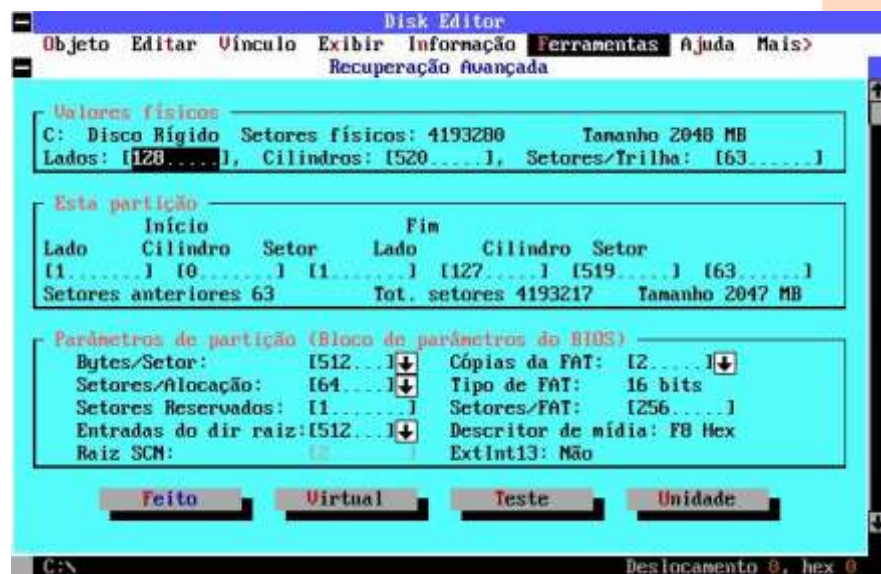 Disk Editor
Objeto Editar Vínculo Exibir Informação Ferramentas Ajuda Mais>
Recuperação Avançada
Valores físicos
C: Disco Rígido Setores físicos: 4193280 Tamanho 2048 MB
Lados: [128.....], Cilindros: [520.....], Setores/Trilha: [63......]
Esta partição
Início Fim
Lado Cilindro Setor Lado Cilindro Setor
[1.......] [0.......] [1.......] [127.....] [519.....] [63......]
Setores anteriores 63 Tot. setores 4193217 Tamanho 2047 MB
Parâmetros de partição (Bloco de parâmetros do BIOS)
Bytes/Setor: [512...] Cópias da FAT: [2.....]
Setores/Alocação: [64....] Tipo de FAT: 16 bits
Setores Reservados: [1.......] Setores/FAT: [256.....]
Entradas do dir raiz:[512...] Descritor de mídia: F8 Hex
Raiz SCN: [2 ] ExtInt13: Não
Feito Virtual Teste Unidade
C:\ Deslocamento 0, hex 0